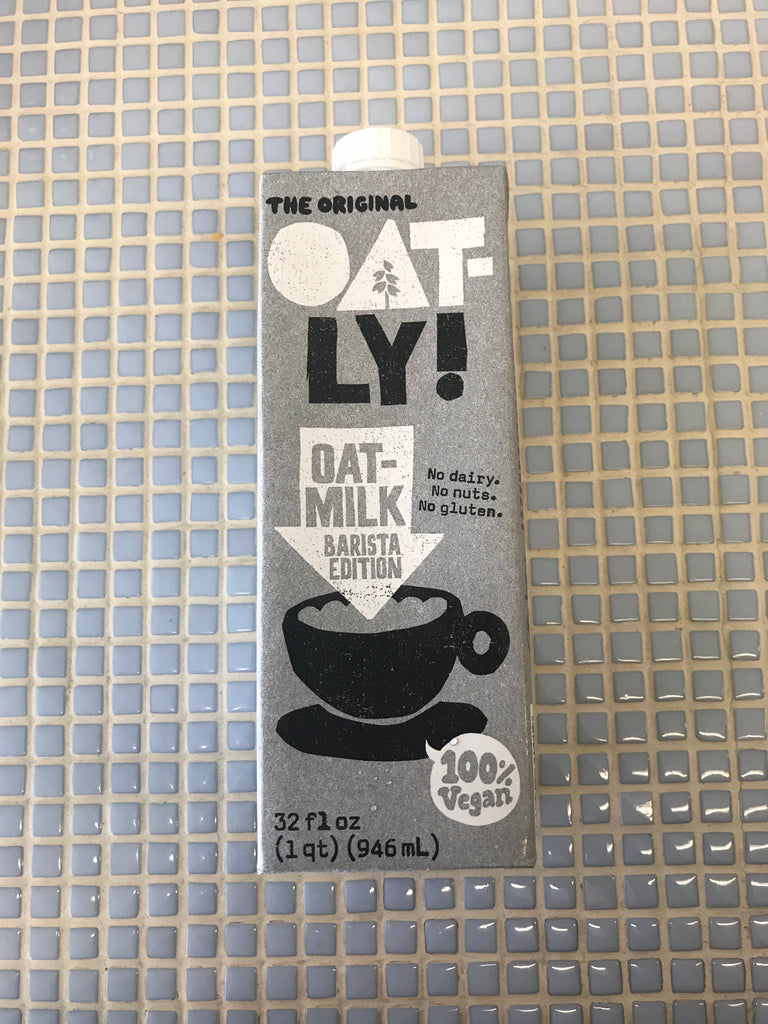 THE ORIGINAL
OAT-
LY!
OAT-
MILK
BARISTA
EDITION
No dairy.
No nuts.
No gluten.
100%
Vegan
32 fl oz
(1 qt) (946 mL)